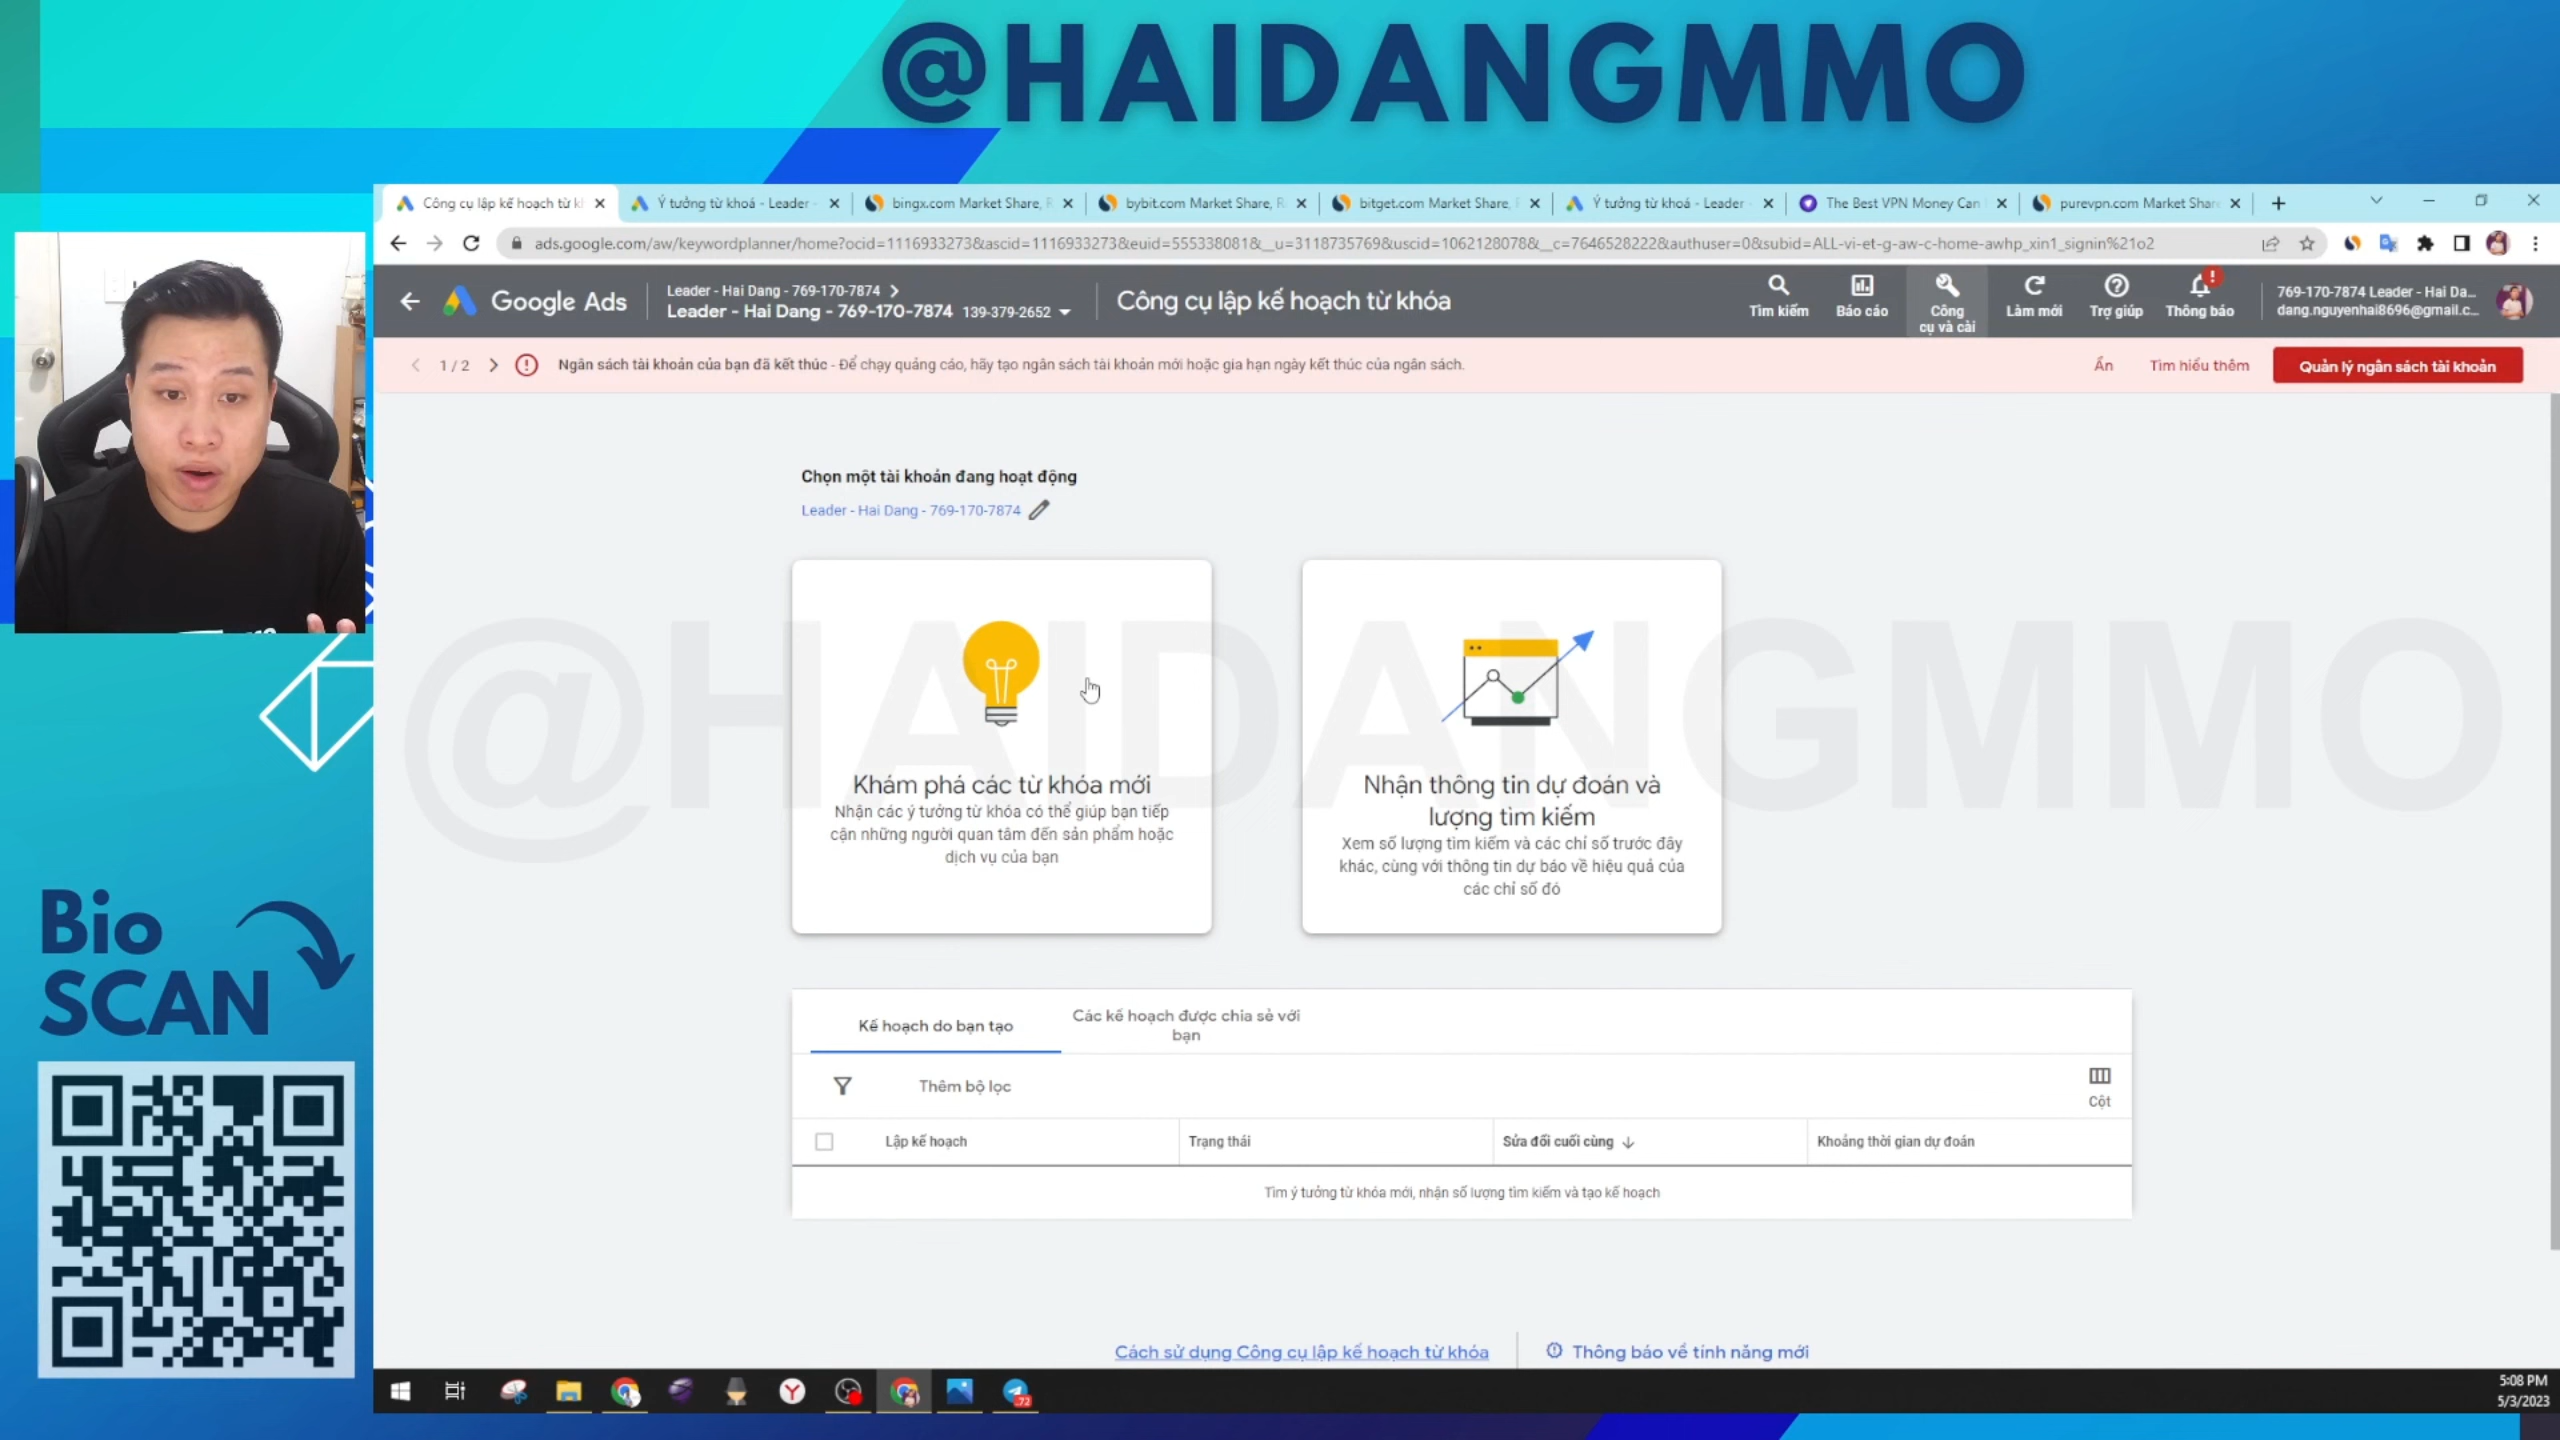 @HAIDANGMMO
Công cụ lập kế hoạch từ kh
Ý tưởng từ khoá - Leader -
bingx.com Market Share, R
bybit.com Market Share, R
bitget.com Market Share,
Ý tưởng từ khoá - Leader
The Best VPN Money Can
purevpn.com Market Share
ads.google.com/aw/keywordplanner/home?ocid=1116933273&ascid=1116933273&euid=555338081&__u=3118735769&uscid=1062128078&__c=7646528222&authuser=0&subid=ALL-vi-et-g-aw-c-home-awhp_xin1_signin%21o2
Google Ads
Leader - Hai Dang - 769-170-7874
Leader - Hai Dang - 769-170-7874 139-379-2652
Công cụ lập kế hoạch từ khóa
Tìm kiếm
Báo cáo
Công
cụ và cài
Làm mới
Trợ giúp
Thông báo
769-170-7874 Leader - Hai Da...
dang.nguyenhai8696@gmail.c...
1 / 2
Ngân sách tài khoản của bạn đã kết thúc - Để chạy quảng cáo, hãy tạo ngân sách tài khoản mới hoặc gia hạn ngày kết thúc của ngân sách.
Ẩn
Tìm hiểu thêm
Quản lý ngân sách tài khoản
Chọn một tài khoản đang hoạt động
Leader - Hai Dang - 769-170-7874
@HAIDANGMMO
Khám phá các từ khóa mới
Nhận các ý tưởng từ khóa có thể giúp bạn tiếp
cận những người quan tâm đến sản phẩm hoặc
dịch vụ của bạn
Nhận thông tin dự đoán và
lượng tìm kiếm
Xem số lượng tìm kiếm và các chỉ số trước đây
khác, cùng với thông tin dự báo về hiệu quả của
các chỉ số đó
Kế hoạch do bạn tạo
Các kế hoạch được chia sẻ với
bạn
Thêm bộ lọc
Cột
Lập kế hoạch
Trạng thái
Sửa đổi cuối cùng
Khoảng thời gian dự đoán
Tìm ý tưởng từ khóa mới, nhận số lượng tìm kiếm và tạo kế hoạch
Cách sử dụng Công cụ lập kế hoạch từ khóa
Thông báo về tính năng mới
Bio
SCAN
72
5:08 PM
5/3/2023